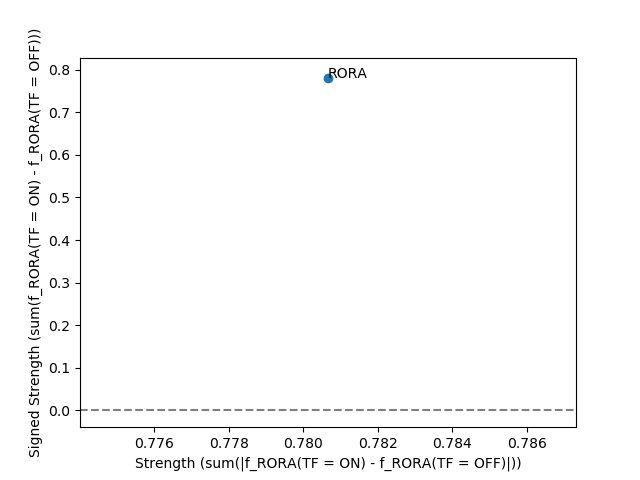 Signed Strength (sum(f_RORA(TF = ON) - f_RORA(TF = OFF)))
0.8
0.7
0.6
0.5
0.4
0.3
0.2
0.1
0.0
RORA
0.776 0.778 0.780 0.782 0.784 0.786
Strength (sum(|f_RORA(TF = ON) - f_RORA(TF = OFF)|))